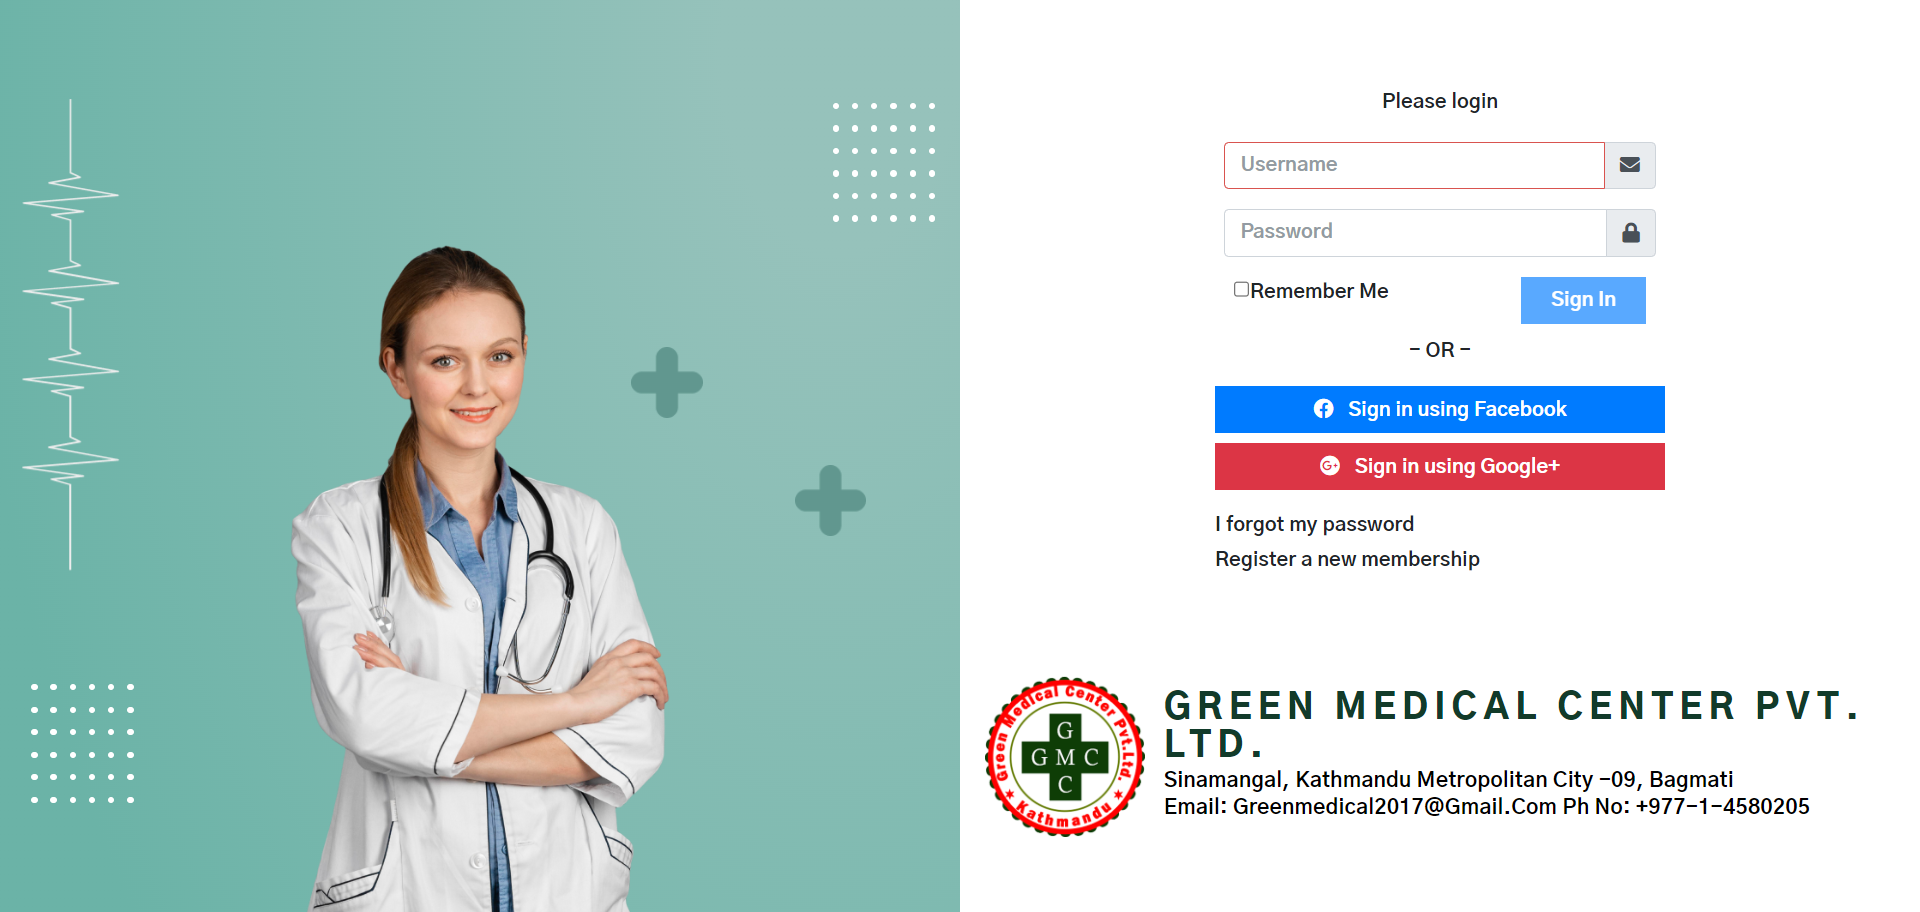 Please login
Username
Password
Remember Me
Sign In
- OR -
Sign in using Facebook
Sign in using Google+
I forgot my password
Register a new membership
Green Medical Center Pvt.Ltd.
G
G M C
C
★ Kathmandu ★
GREEN MEDICAL CENTER PVT.
LTD.
Sinamangal, Kathmandu Metropolitan City -09, Bagmati
Email: Greenmedical2017@Gmail.Com Ph No: +977-1-4580205